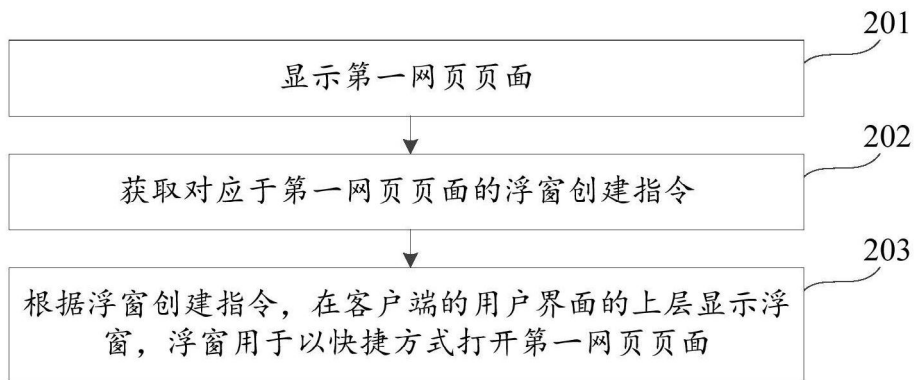 201
显示第一网页页面
202
获取对应于第一网页页面的浮窗创建指令
203
根据浮窗创建指令，在客户端的用户界面的上层显示浮
窗，浮窗用于以快捷方式打开第一网页页面